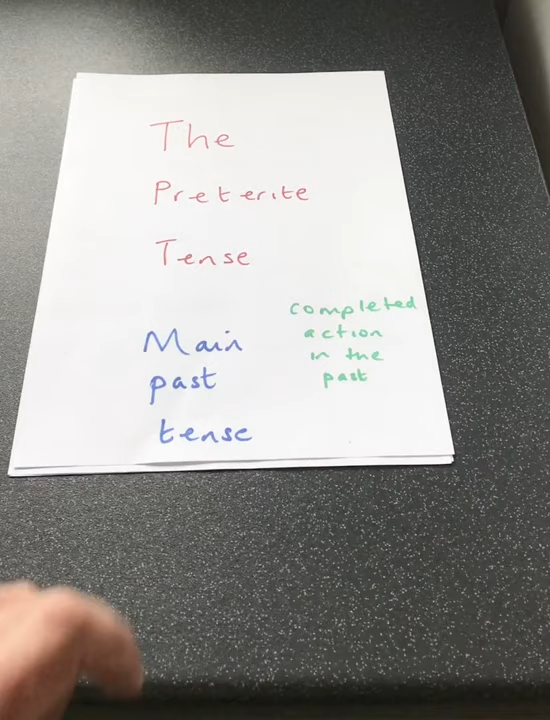 The
Preterite
Tense
Main
past
tense
completed
action
in the
past